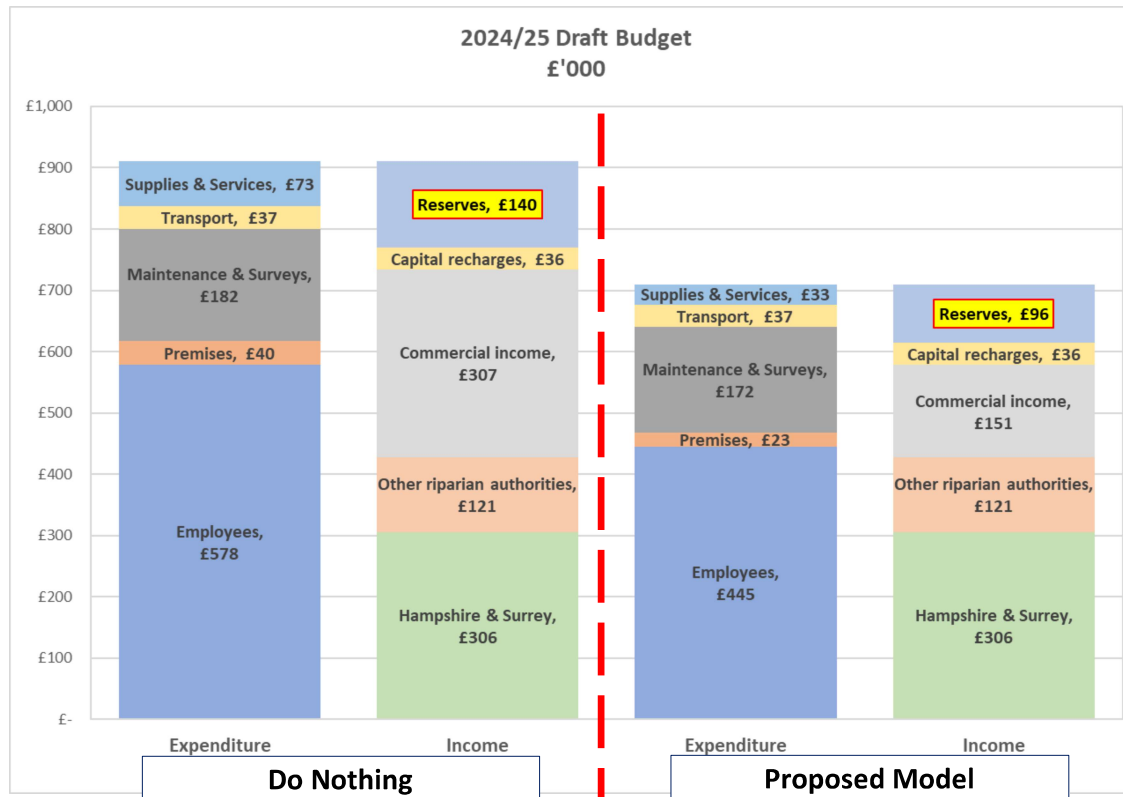 2024/25 Draft Budget
£'000
£1,000
£900
£800
£700
£600
£500
£400
£300
£200
£100
£-
Supplies & Services, £73
Transport, £37
Maintenance & Surveys,
£182
Premises, £40
Employees,
£578
Expenditure
Reserves, £140
Capital recharges, £36
Commercial income,
£307
Other riparian authorities,
£121
Hampshire & Surrey,
£306
Income
Do Nothing
Supplies & Services, £33
Transport, £37
Maintenance & Surveys,
£172
Premises, £23
Employees,
£445
Expenditure
Reserves, £96
Capital recharges, £36
Commercial income,
£151
Other riparian authorities,
£121
Hampshire & Surrey,
£306
Income
Proposed Model